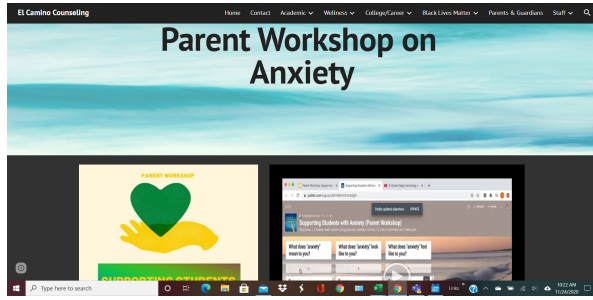 El Camino Counseling
Home Contact Academic Wellness College/Career Black Lives Matter Parents & Guardians Staff
Parent Workshop on
Anxiety
PARENT WORKSHOP
SUPPORTING STUDENTS
Supporting Students with Anxiety (Parent Workshop)
What does "anxiety" mean to you?
What does "anxiety" look like to you?
What does "anxiety" feel like to you?
Type here to search
Links
10:22 AM
11/24/2020